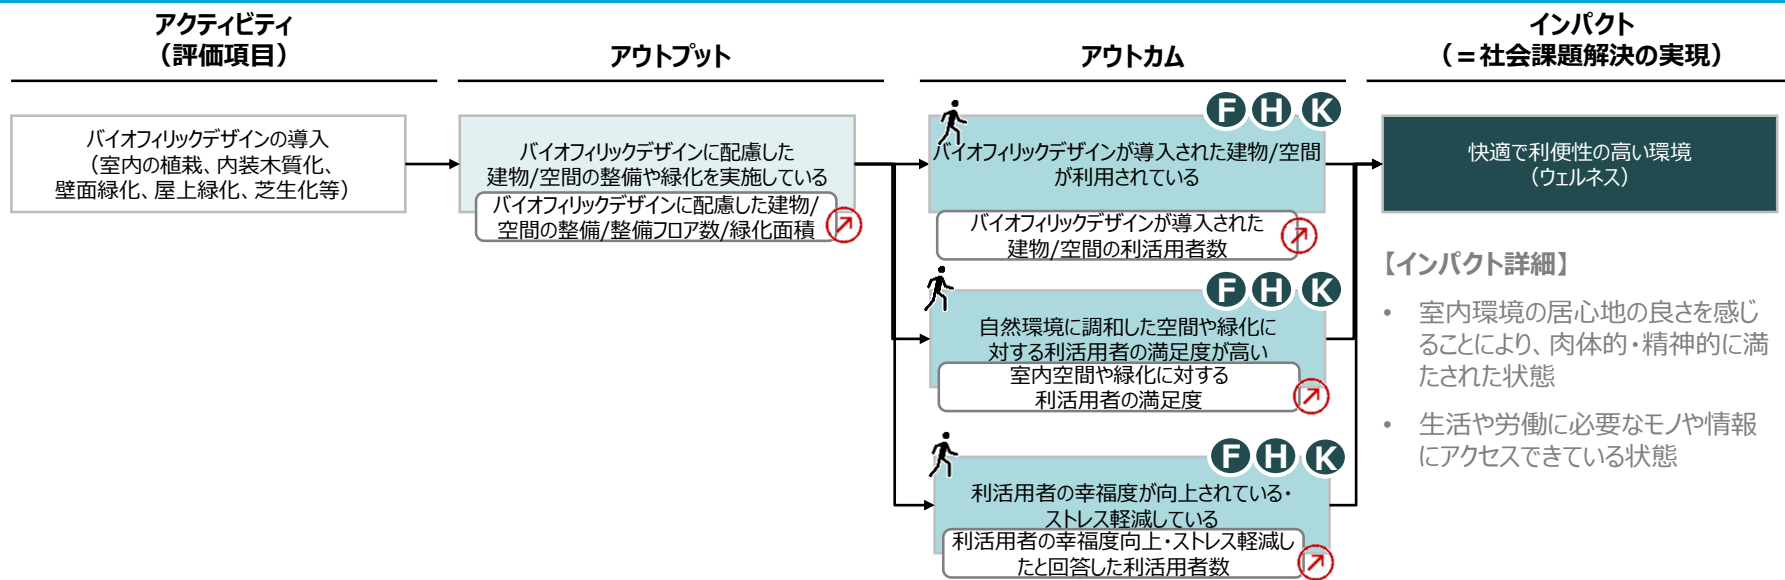 アクティビティ
（評価項目）
アウトプット
アウトカム
インパクト
（＝社会課題解決の実現）
バイオフィリックデザインの導入
（室内の植栽、内装木質化、
壁面緑化、屋上緑化、芝生化等）
バイオフィリックデザインに配慮した
建物/空間の整備や緑化を実施している
バイオフィリックデザインに配慮した建物/
空間の整備/整備フロア数/緑化面積
F H K
バイオフィリックデザインが導入された建物/空間
が利用されている
バイオフィリックデザインが導入された
建物/空間の利活用者数
F H K
自然環境に調和した空間や緑化に
対する利活用者の満足度が高い
室内空間や緑化に対する
利活用者の満足度
F H K
利活用者の幸福度が向上されている・
ストレス軽減している
利活用者の幸福度向上・ストレス軽減し
たと回答した利活用者数
快適で利便性の高い環境
（ウェルネス）
【インパクト詳細】
• 室内環境の居心地の良さを感じ
ることにより、肉体的・精神的に満
たされた状態
• 生活や労働に必要なモノや情報
にアクセスできている状態